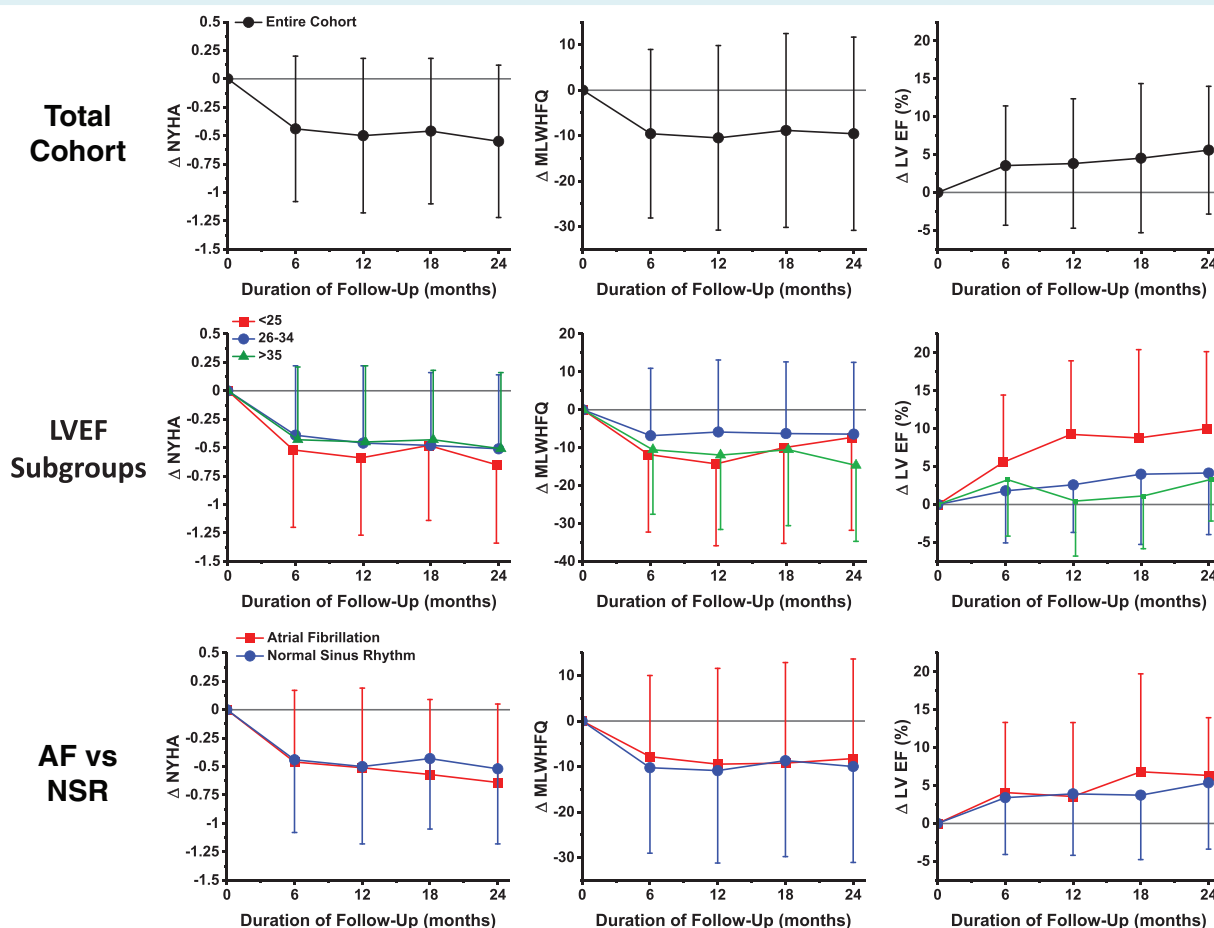 Total
Cohort
Entire Cohort
Δ NYHA
0.5
0.25
0
-0.25
-0.5
-0.75
-1
-1.25
-1.5
0 6 12 18 24
Duration of Follow-Up (months)
Δ MLWHFQ
10
0
-10
-20
-30
0 6 12 18 24
Duration of Follow-Up (months)
Δ LV EF (%)
20
15
10
5
0
-5
0 6 12 18 24
Duration of Follow-Up (months)
LVEF
Subgroups
<25
26-34
>35
Δ NYHA
0.5
0.25
0
-0.25
-0.5
-0.75
-1
-1.25
-1.5
0 6 12 18 24
Duration of Follow-Up (months)
Δ MLWHFQ
20
10
0
-10
-20
-30
-40
0 6 12 18 24
Duration of Follow-Up (months)
Δ LV EF (%)
20
15
10
5
0
-5
0 6 12 18 24
Duration of Follow-Up (months)
AF vs
NSR
Atrial Fibrillation
Normal Sinus Rhythm
Δ NYHA
0.5
0.25
0
-0.25
-0.5
-0.75
-1
-1.25
-1.5
0 6 12 18 24
Duration of Follow-Up (months)
Δ MLWHFQ
10
0
-10
-20
-30
0 6 12 18 24
Duration of Follow-Up (months)
Δ LV EF (%)
20
15
10
5
0
-5
0 6 12 18 24
Duration of Follow-Up (months)